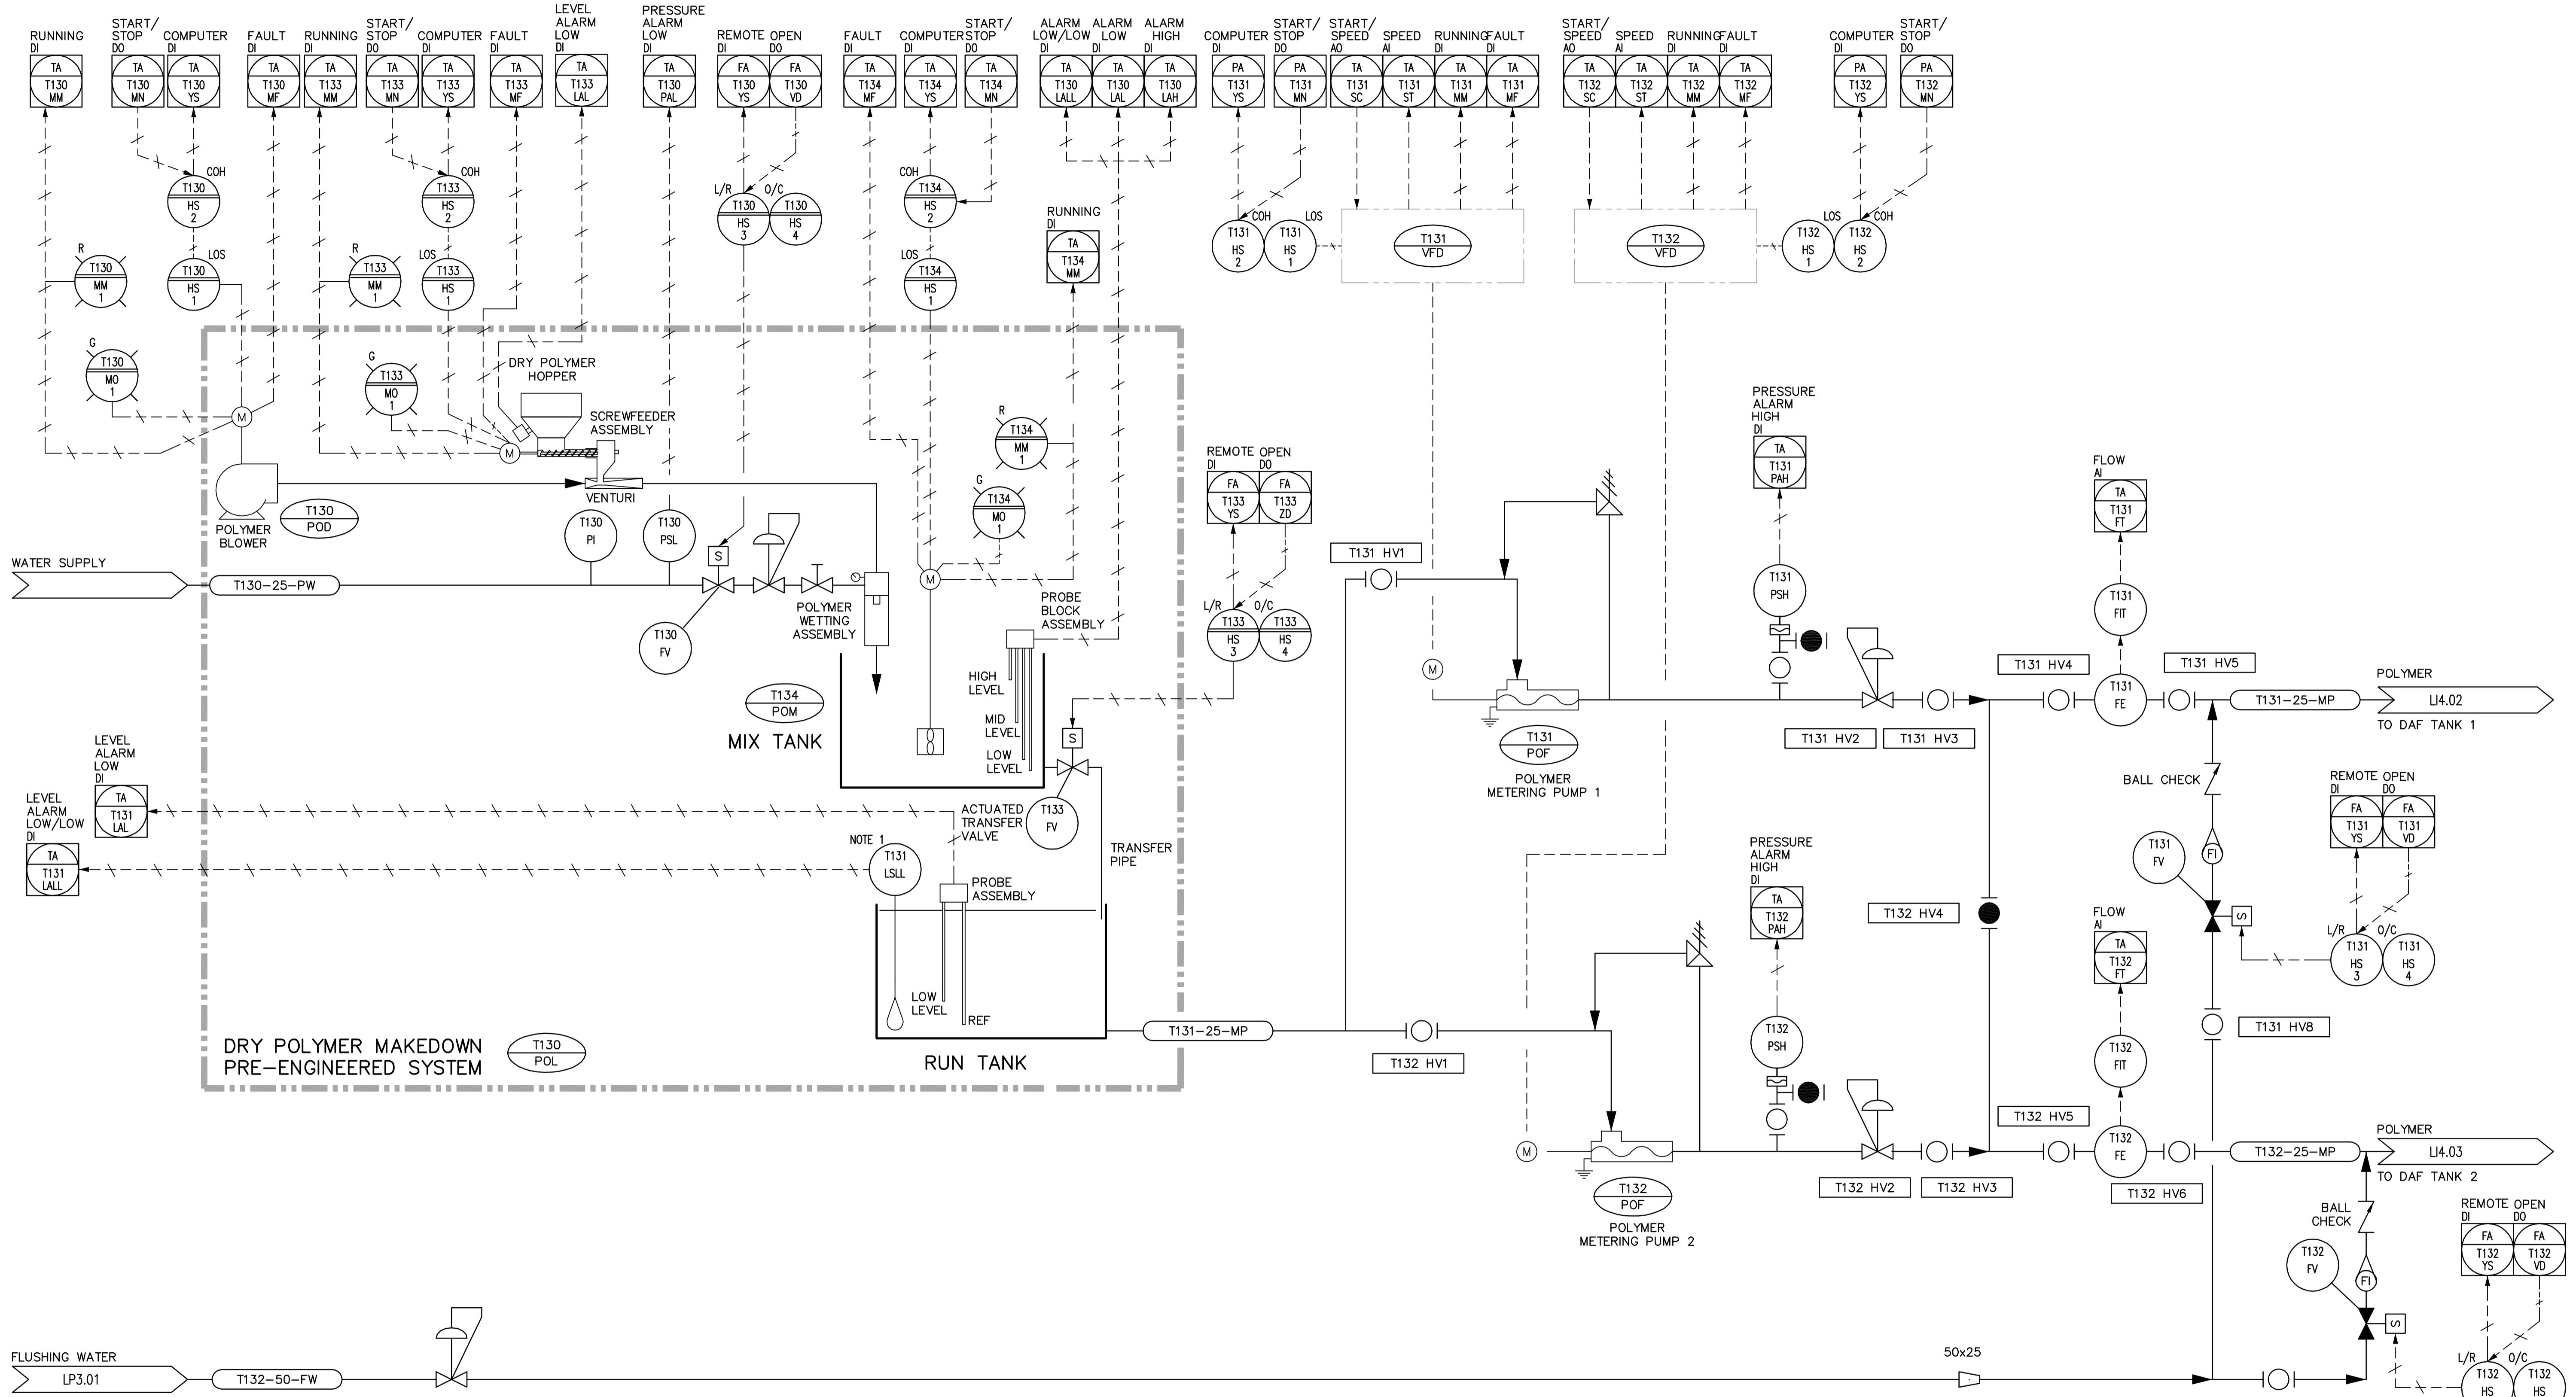 RUNNING
DI
TA
T130
MM
START/
STOP
DO
TA
T130
MN
COMPUTER
DI
TA
T130
YS
FAULT
DI
TA
T130
MF
RUNNING
DI
TA
T133
MM
START/
STOP
DO
TA
T133
MN
COMPUTER
DI
TA
T133
YS
FAULT
DI
TA
T133
MF
LEVEL
ALARM
LOW
DI
TA
T133
LAL
PRESSURE
ALARM
LOW
DI
TA
T130
PAL
REMOTE
DI
FA
T130
YS
OPEN
DO
FA
T130
VD
FAULT
DI
TA
T134
MF
COMPUTER
DI
TA
T134
YS
START/
STOP
DO
TA
T134
MN
ALARM
LOW/LOW
DI
TA
T130
LALL
ALARM
LOW
DI
TA
T130
LAL
ALARM
HIGH
DI
TA
T130
LAH
COMPUTER
DI
PA
T131
YS
START/
STOP
DO
PA
T131
MN
START/
SPEED
AO
TA
T131
SC
SPEED
AI
TA
T131
ST
RUNNING
DI
TA
T131
MM
FAULT
DI
TA
T131
MF
START/
SPEED
AO
TA
T132
SC
SPEED
AI
TA
T132
ST
RUNNING
DI
TA
T132
MM
FAULT
DI
TA
T132
MF
COMPUTER
DI
PA
T132
YS
START/
STOP
DO
PA
T132
MN
COH
T130
HS
2
COH
T133
HS
2
L/R
T130
HS
3
O/C
T130
HS
4
COH
T134
HS
2
RUNNING
DI
TA
T134
MM
COH
T131
HS
2
LOS
T131
HS
1
T131
VFD
T132
VFD
LOS
T132
HS
1
COH
T132
HS
2
R
T130
MM
1
LOS
T130
HS
1
R
T133
MM
1
LOS
T133
HS
1
LOS
T134
HS
1
G
T130
MO
1
G
T133
MO
1
DRY POLYMER
HOPPER
SCREWFEEDER
ASSEMBLY
M
M
VENTURI
POLYMER
BLOWER
T130
POD
T130
PI
T130
PSL
S
R
T134
MM
1
G
T134
MO
1
M
WATER SUPPLY
T130-25-PW
T130
FV
POLYMER
WETTING
ASSEMBLY
PROBE
BLOCK
ASSEMBLY
HIGH
LEVEL
MID
LEVEL
LOW
LEVEL
T134
POM
MIX TANK
REMOTE
DI
FA
T133
YS
OPEN
DO
FA
T133
ZD
L/R
T133
HS
3
O/C
T133
HS
4
S
T133
FV
ACTUATED
TRANSFER
VALVE
TRANSFER
PIPE
LEVEL
ALARM
LOW
DI
TA
T131
LAL
LEVEL
ALARM
LOW/LOW
DI
TA
T131
LALL
NOTE 1
T131
LSLL
PROBE
ASSEMBLY
LOW
LEVEL
REF
RUN TANK
DRY POLYMER MAKEDOWN
PRE-ENGINEERED SYSTEM
T130
POL
T131-25-MP
T131 HV1
M
T131
POF
POLYMER
METERING PUMP 1
PRESSURE
ALARM
HIGH
DI
TA
T131
PAH
T131
PSH
T131 HV2
T131 HV3
T131 HV4
FLOW
AI
TA
T131
FT
T131
FIT
T131
FE
T131 HV5
T131-25-MP
POLYMER
LI4.02
TO DAF TANK 1
BALL CHECK
FI
T131
FV
S
REMOTE
DI
FA
T131
YS
OPEN
DO
FA
T131
VD
L/R
T131
HS
3
O/C
T131
HS
4
T131 HV8
T132 HV1
M
T132
POF
POLYMER
METERING PUMP 2
PRESSURE
ALARM
HIGH
DI
TA
T132
PAH
T132
PSH
T132 HV4
T132 HV2
T132 HV3
T132 HV5
FLOW
AI
TA
T132
FT
T132
FIT
T132
FE
T132 HV6
T132-25-MP
POLYMER
LI4.03
TO DAF TANK 2
BALL
CHECK
T132
FV
FI
S
REMOTE
DI
FA
T132
YS
OPEN
DO
FA
T132
VD
L/R
T132
HS
O/C
T132
HS
FLUSHING WATER
LP3.01
T132-50-FW
50x25